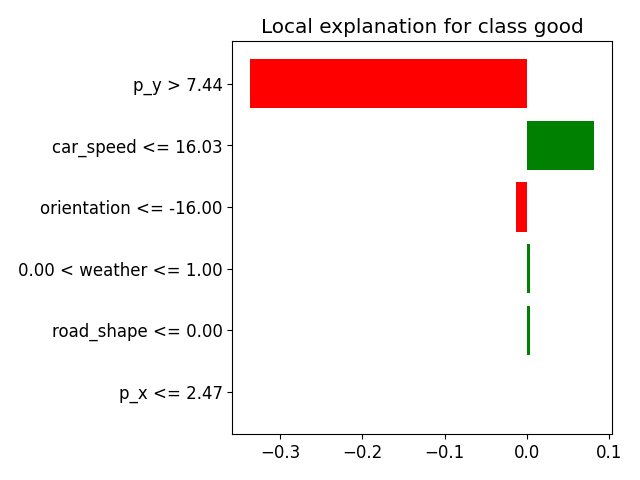 Local explanation for class good
p_y > 7.44
car_speed <= 16.03
orientation <= -16.00
0.00 < weather <= 1.00
road_shape <= 0.00
p_x <= 2.47
−0.3 −0.2 −0.1 0.0 0.1